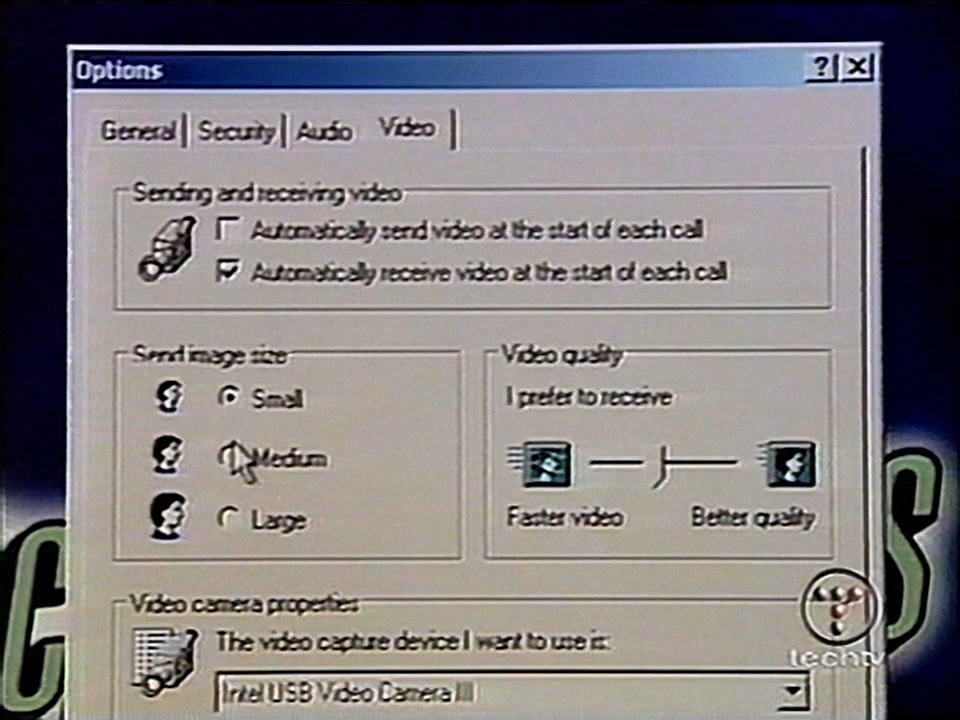 Options
General Security Audio Video
Sending and receiving video
Automatically send video at the start of each call
Automatically receive video at the start of each call
Send image size
Small
Medium
Large
Video quality
I prefer to receive
Faster video Better quality
Video camera properties
The video capture device I want to use is:
Intel USB Video Camera III
techtv